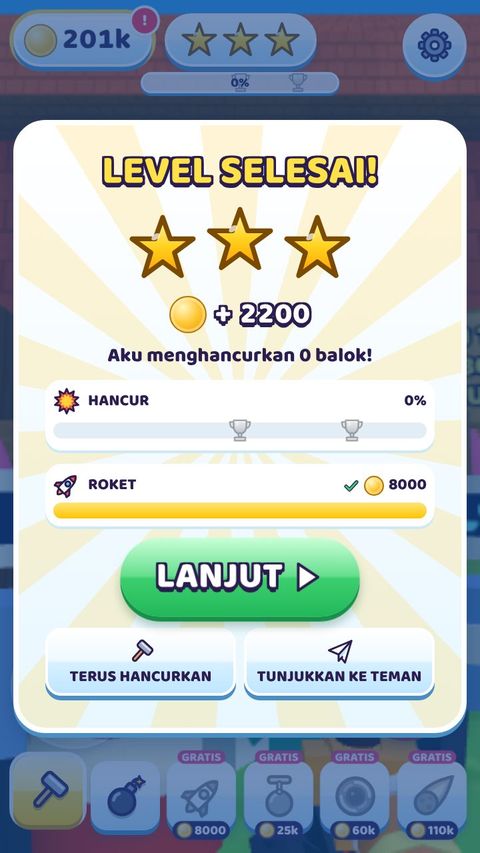 201k
!
0%
LEVEL SELESAI!
+ 2200
Aku menghancurkan 0 balok!
HANCUR 0%
ROKET 8000
LANJUT
TERUS HANCURKAN
TUNJUKKAN KE TEMAN
GRATIS GRATIS GRATIS GRATIS
8000 25k 60k 110k